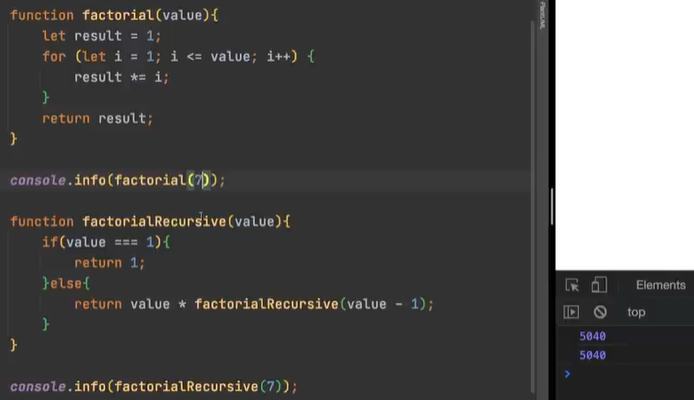 function factorial(value){
let result = 1;
for (let i = 1; i <= value; i++) {
result *= i;
}
return result;
}
console.info(factorial(7));
function factorialRecursive(value){
if(value === 1){
return 1;
}else{
return value * factorialRecursive(value - 1);
}
}
console.info(factorialRecursive(7));
PlantUML
Elements
top
5040
5040